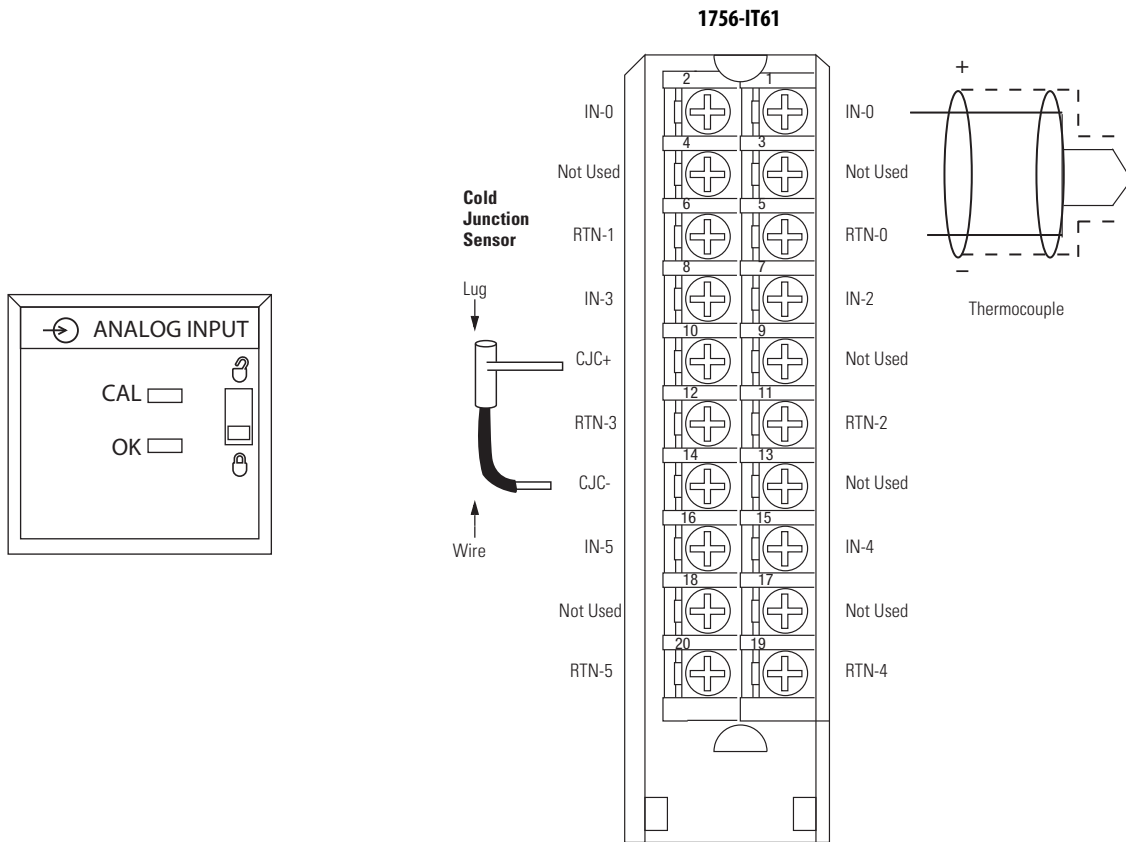 1756-IT61
2 1
IN-0 IN-0
4 3
Not Used Not Used
6 5
RTN-1 RTN-0
8 7
IN-3 IN-2
10 9
CJC+ Not Used
12 11
RTN-3 RTN-2
14 13
CJC- Not Used
16 15
IN-5 IN-4
18 17
Not Used Not Used
20 19
RTN-5 RTN-4
+
−
Thermocouple
Cold
Junction
Sensor
Lug
Wire
ANALOG INPUT
CAL
OK